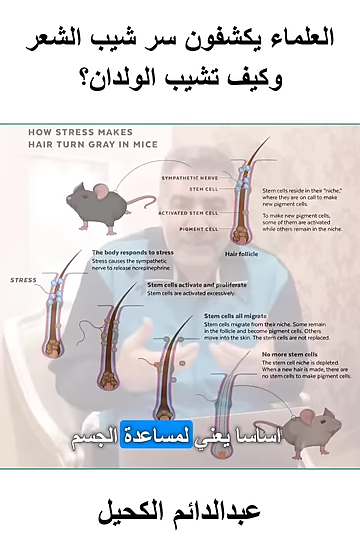 العلماء يكشفون سر شيب الشعر
وكيف تشيب الولدان؟
HOW STRESS MAKES
HAIR TURN GRAY IN MICE
SYMPATHETIC NERVE
STEM CELL
ACTIVATED STEM CELL
PIGMENT CELL
Hair follicle
Stem cells reside in their "niche,"
where they are on call to make
new pigment cells.
To make new pigment cells,
some of them are activated
while others remain in the niche.
The body responds to stress
Stress causes the sympathetic
nerve to release norepinephrine.
STRESS
Stem cells activate and proliferate
Stem cells are activated excessively.
Stem cells all migrate
Stem cells migrate from their niche. Some remain
in the follicle and become pigment cells. Others
move into the skin. The stem cells are not replaced.
No more stem cells
The stem cell niche is depleted.
When a new hair is made, there are
no stem cells to make pigment cells.
اساسا يعني لمساعدة الجسم
عبدالدائم الكحيل